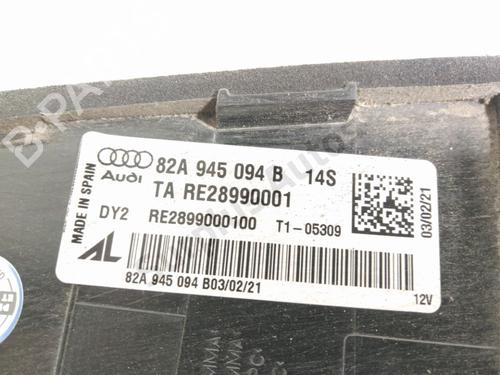 MADE IN SPAIN
Audi
82A 945 094 B 14S
TA RE28990001
DY2 RE2899000100 T1-05309
03/02/21
AL
82A 945 094 B03/02/21
12V